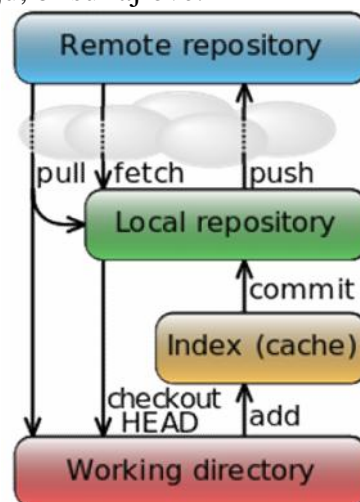 Remote repository
pull
fetch
push
Local repository
commit
Index (cache)
checkout
HEAD
add
Working directory